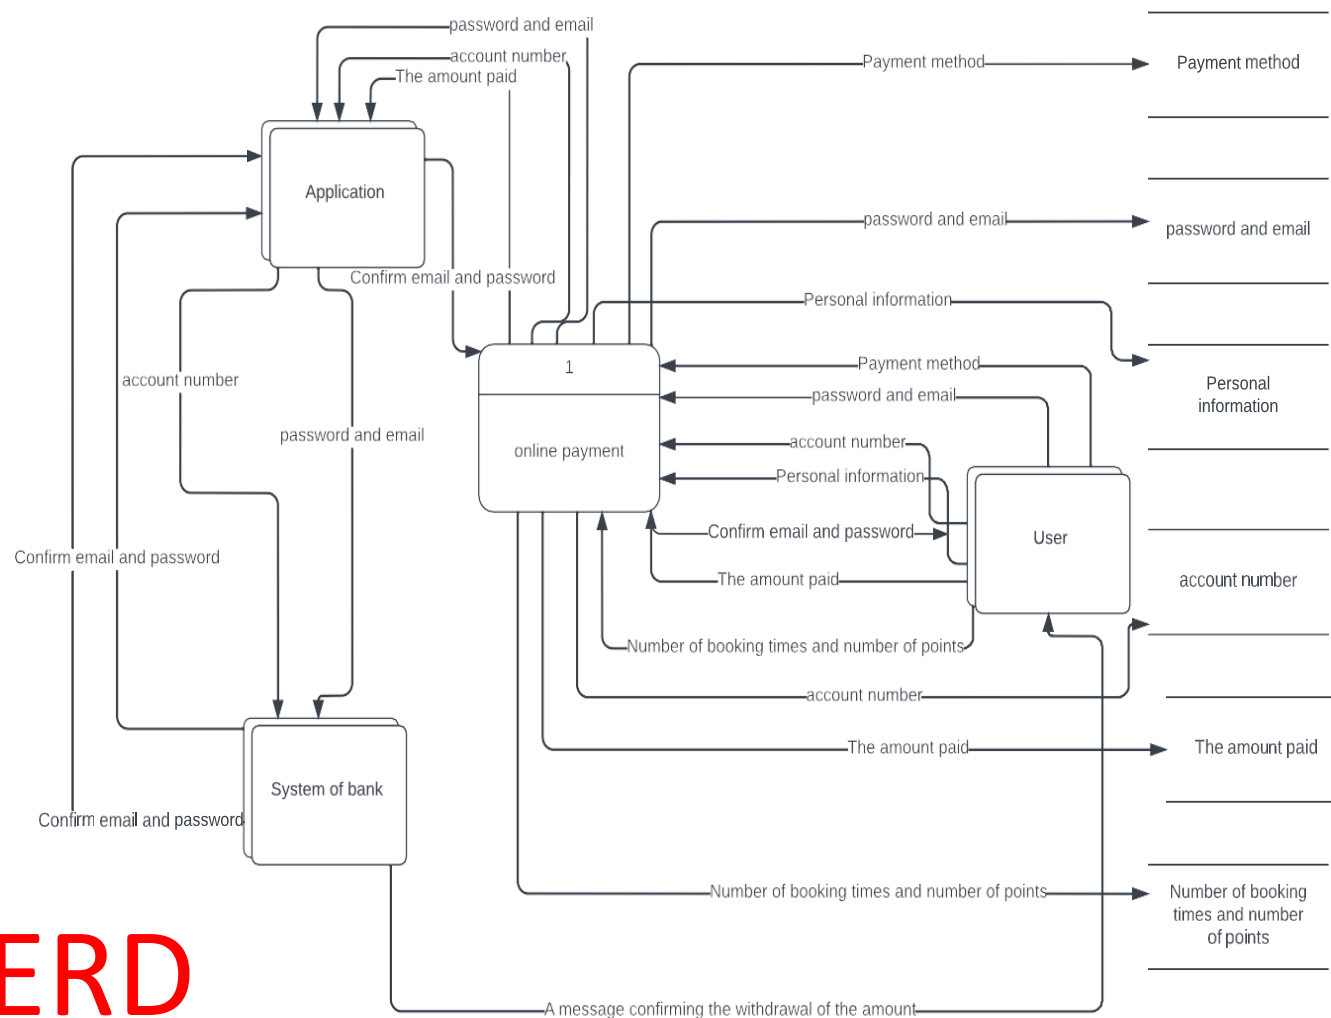 password and email
account number
The amount paid
Payment method
Payment method
Application
password and email
password and email
Confirm email and password
Personal information
1
Payment method
account number
password and email
Personal
information
password and email
account number
online payment
Personal information
Confirm email and password
User
Confirm email and password
The amount paid
account number
Number of booking times and number of points
account number
The amount paid
The amount paid
System of bank
Confirm email and password
Number of booking times and number of points
Number of booking
times and number
of points
ERD
A message confirming the withdrawal of the amount